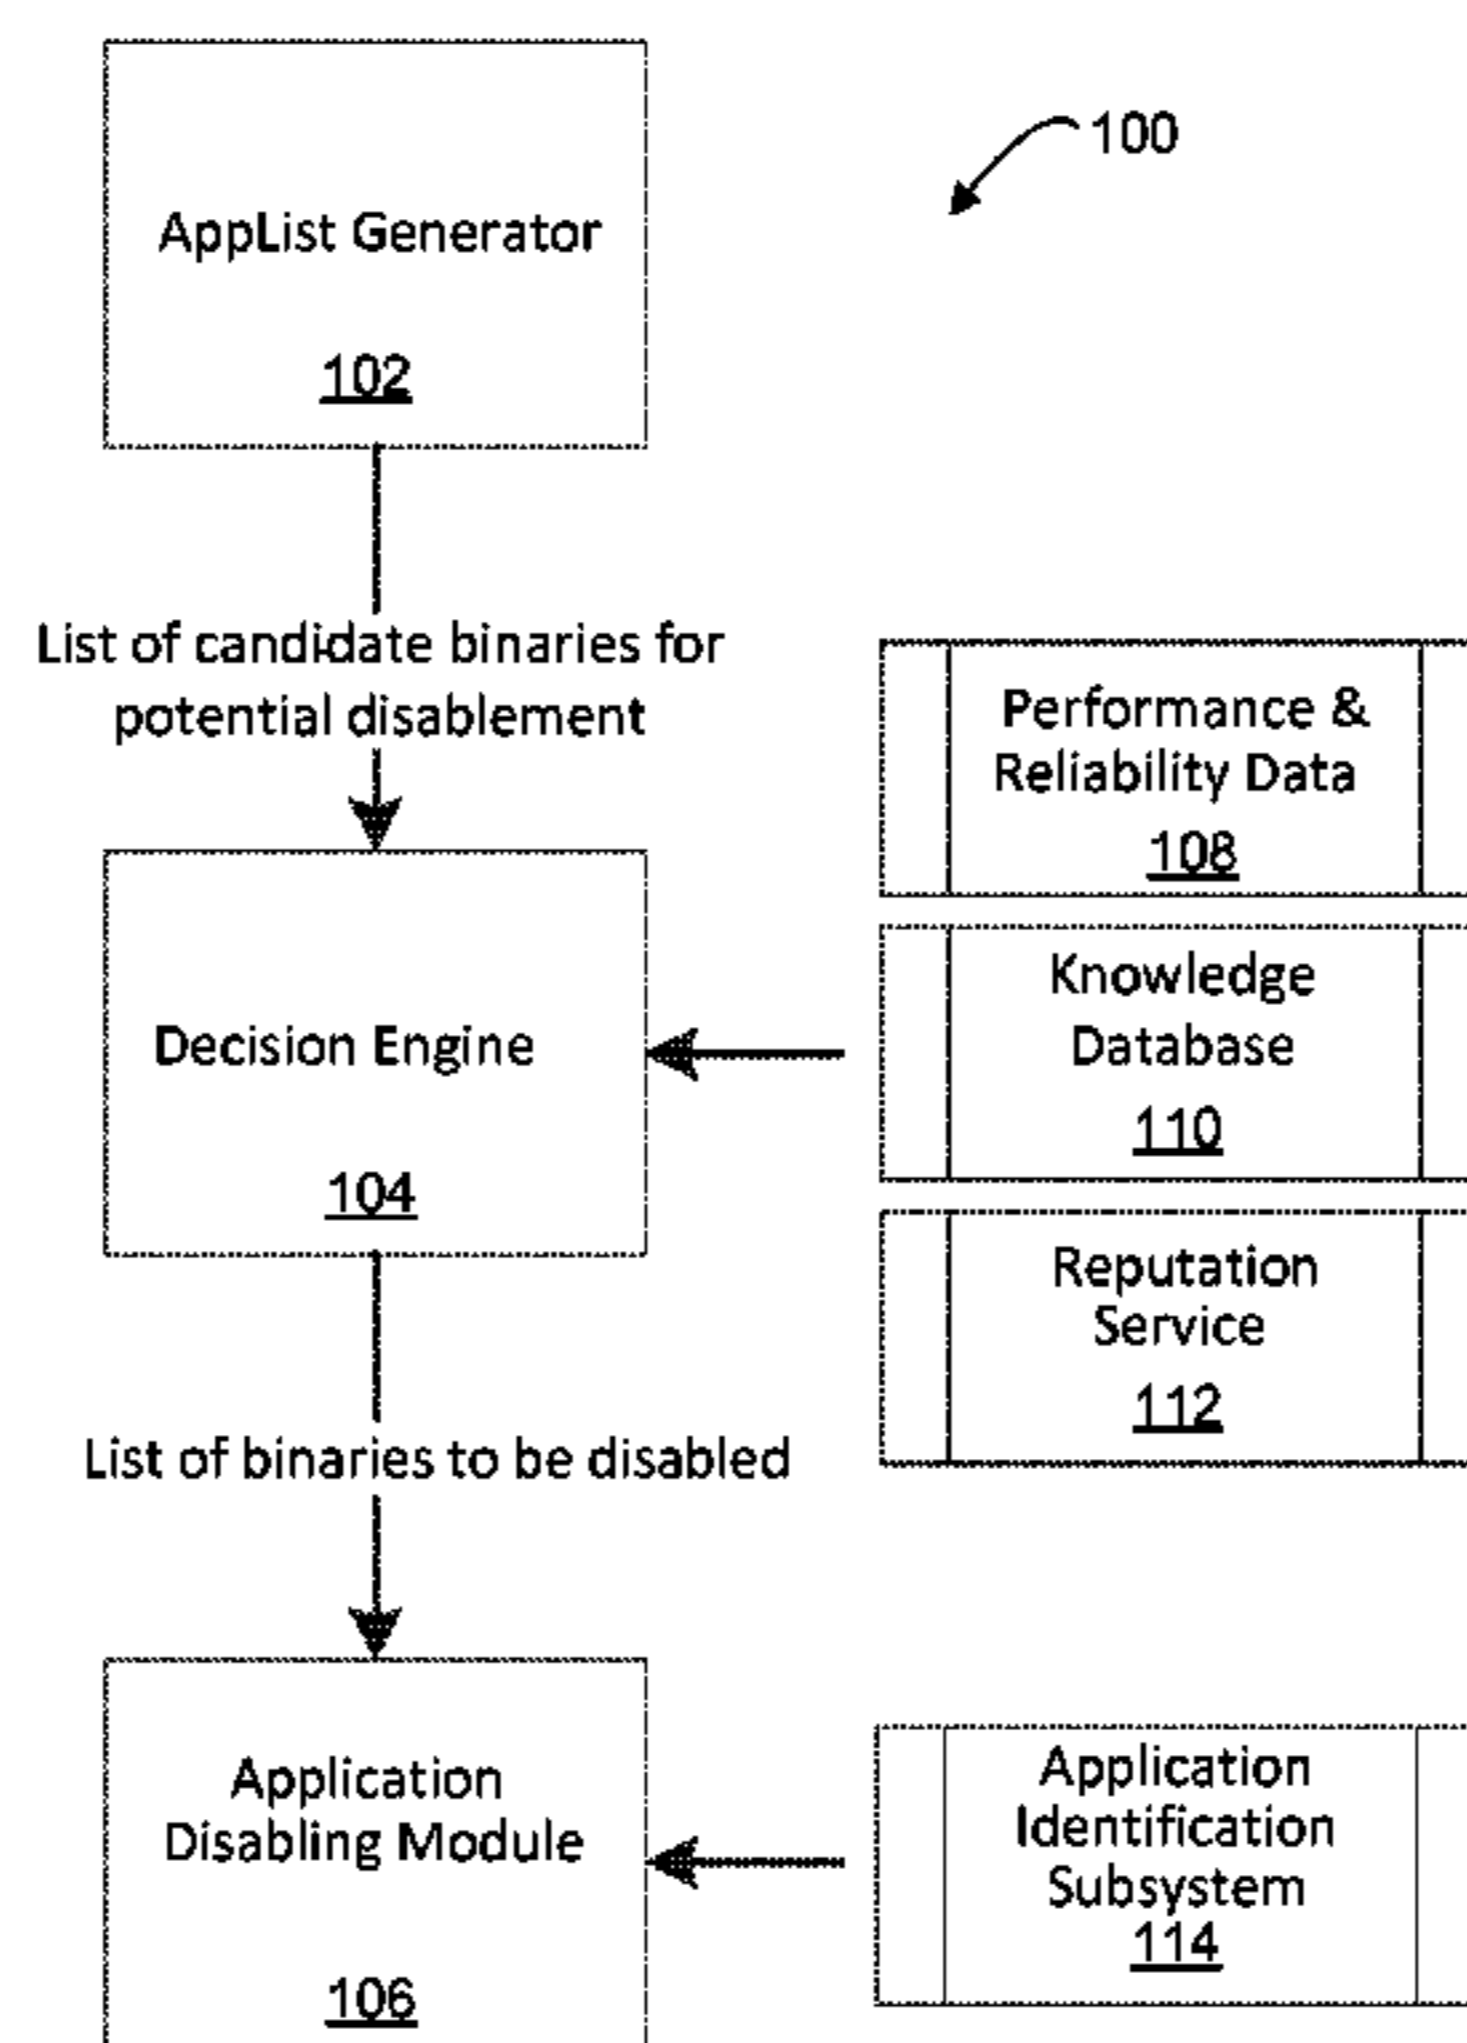 100
AppList Generator
102
List of candidate binaries for
potential disablement
Performance &
Reliability Data
108
Knowledge
Database
110
Reputation
Service
112
Decision Engine
104
List of binaries to be disabled
Application
Disabling Module
106
Application
Identification
Subsystem
114